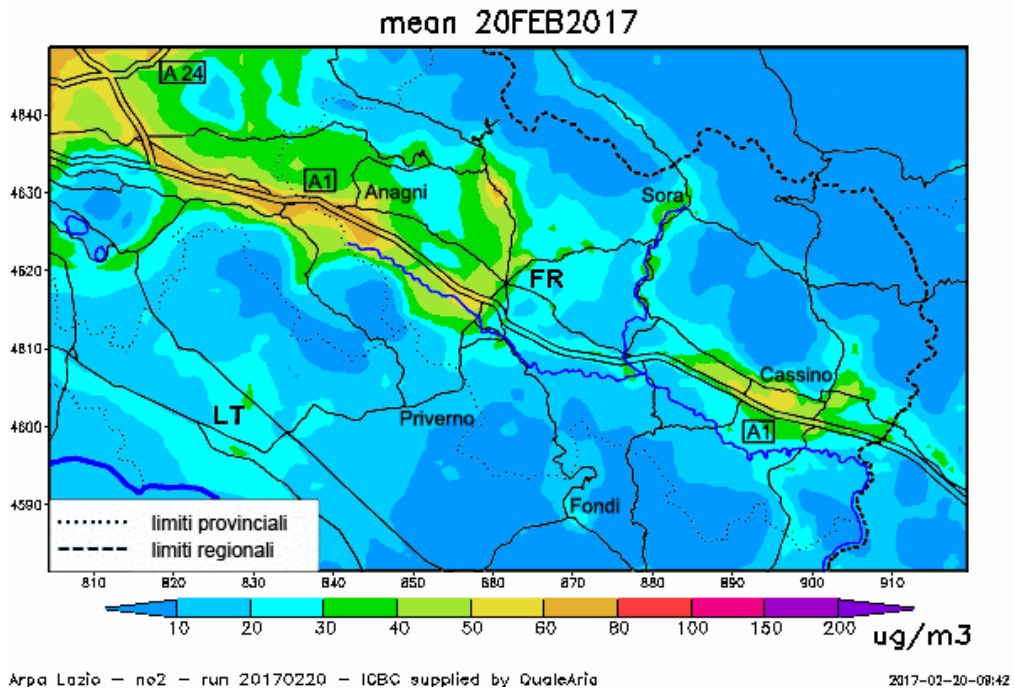 mean 20FEB2017
A 24
4840
A1
4630
Anagni
Sora
4620
FR
4810
Cassino
LT
Priverno
4600
A1
4590
Fondi
limiti provinciali
limiti regionali
810 820 830 840 850 860 870 880 890 900 910
10 20 30 40 50 60 80 100 150 200
ug/m3
Arpa Lazio – no2 – run 20170220 – ICBC supplied by QualeAria
2017-02-20-09:42